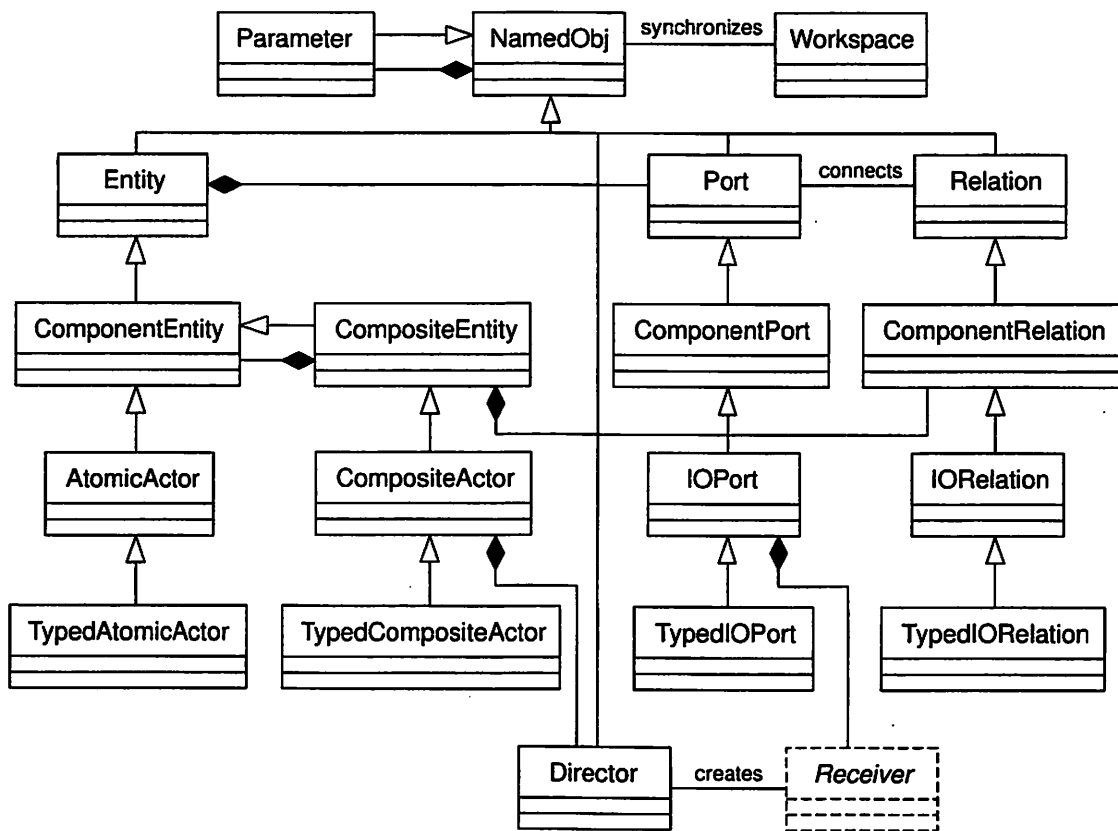 Parameter
NamedObj
synchronizes
Workspace
Entity
Port
connects
Relation
ComponentEntity
CompositeEntity
ComponentPort
ComponentRelation
AtomicActor
CompositeActor
IOPort
IORelation
TypedAtomicActor
TypedCompositeActor
TypedIOPort
TypedIORelation
Director
creates
Receiver